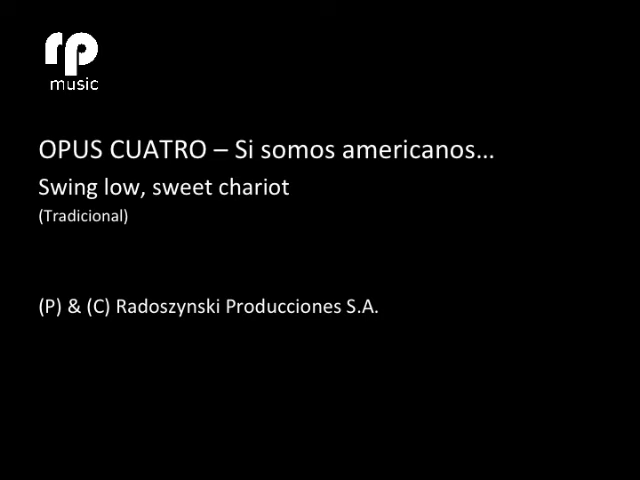 rp
music
OPUS CUATRO – Si somos americanos...
Swing low, sweet chariot
(Tradicional)
(P) & (C) Radoszynski Producciones S.A.